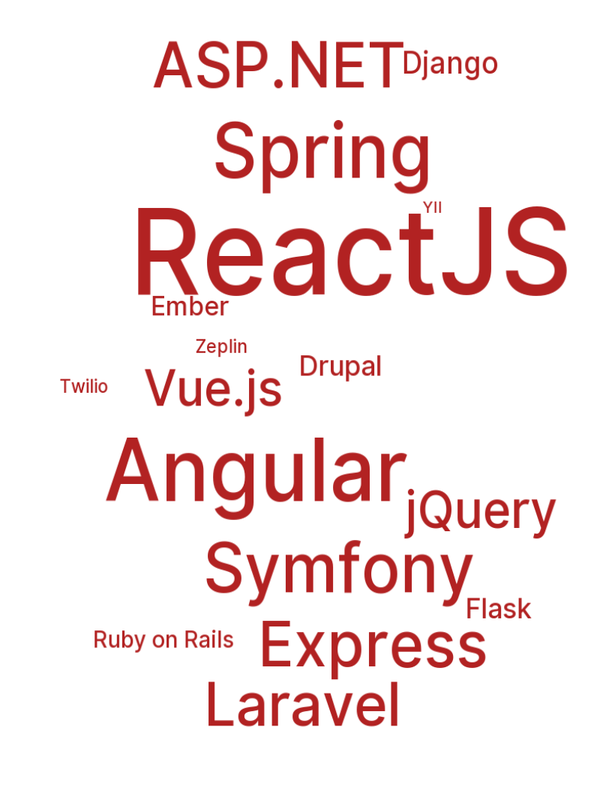 ASP.NET
Django
Spring
YII
ReactJS
Ember
Zeplin
Drupal
Twilio
Vue.js
Angular
jQuery
Symfony
Flask
Ruby on Rails
Express
Laravel